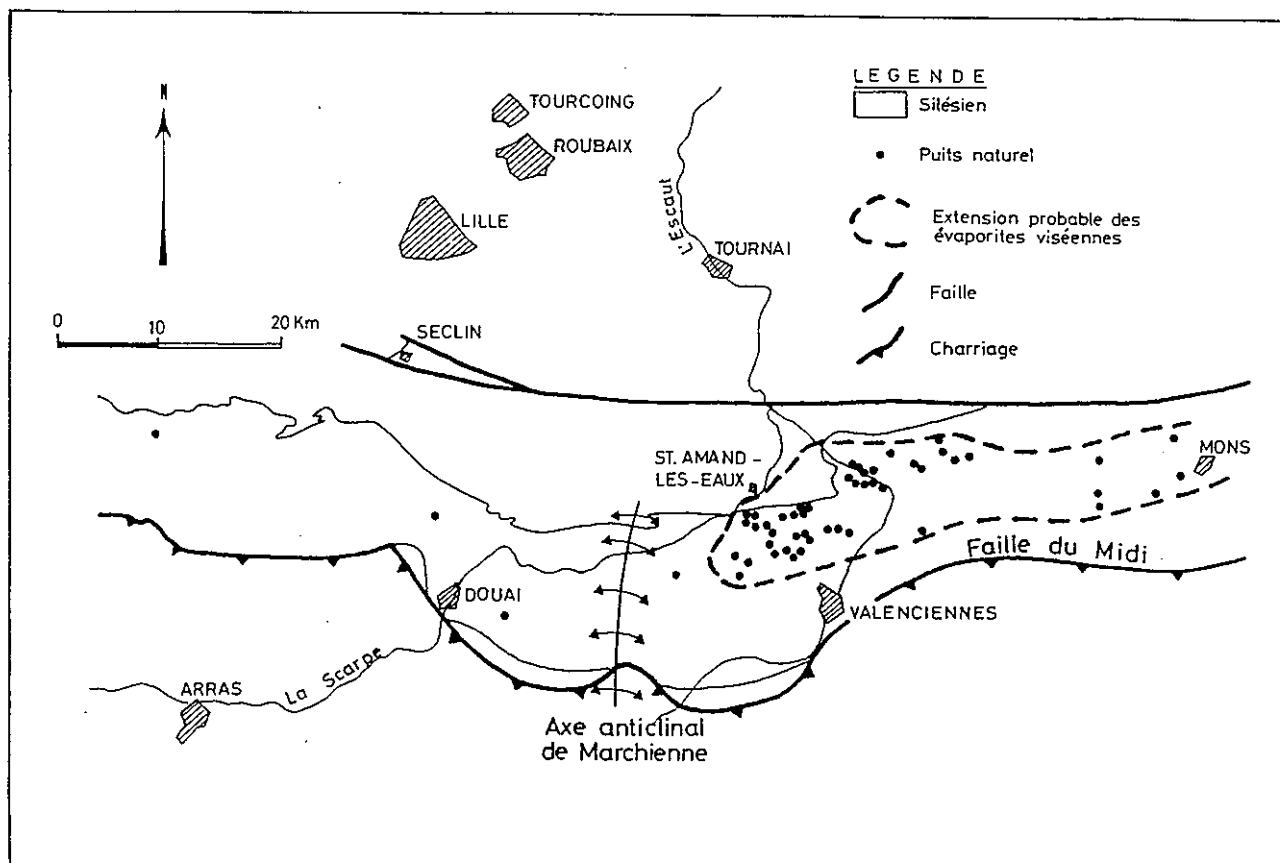 N
TOURCOING
ROUBAIX
LILLE
L'Escaut
TOURNAI
LEGENDE
Silésien
Puits naturel
Extension probable des
évaporites viséennes
Faille
Charriage
0 10 20 Km
SECLIN
ST. AMAND-
LES-EAUX
MONS
Faille du Midi
DOUAI
VALENCIENNES
La Scarpe
ARRAS
Axe anticlinal
de Marchienne